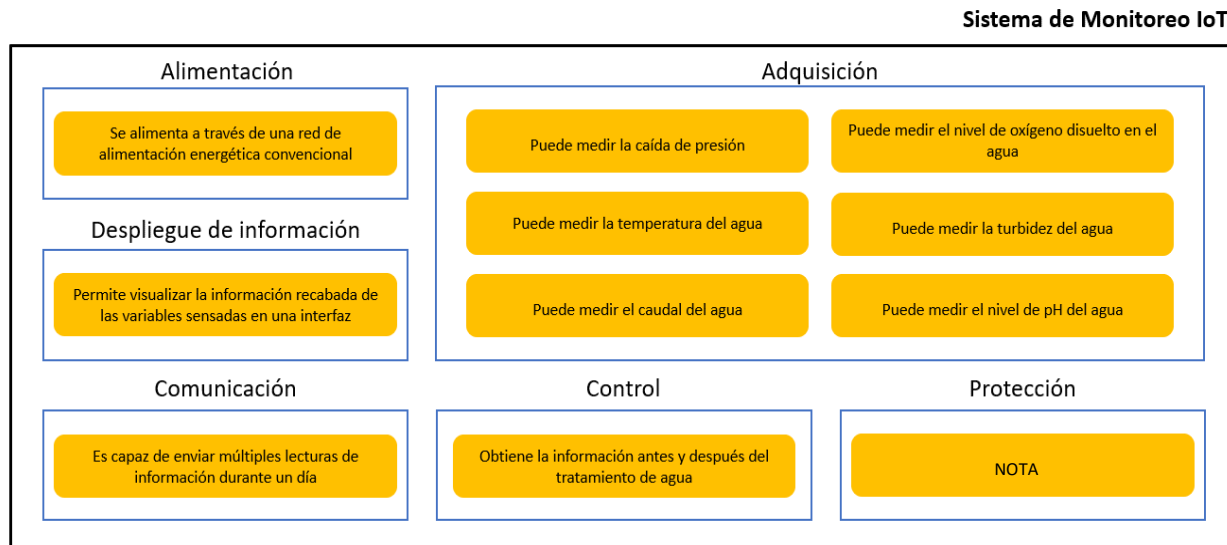 Sistema de Monitoreo IoT
Alimentación
Se alimenta a través de una red de
alimentación energética convencional
Adquisición
Puede medir la caída de presión
Puede medir el nivel de oxígeno disuelto en el
agua
Puede medir la temperatura del agua
Puede medir la turbidez del agua
Puede medir el caudal del agua
Puede medir el nivel de pH del agua
Despliegue de información
Permite visualizar la información recabada de
las variables sensadas en una interfaz
Comunicación
Es capaz de enviar múltiples lecturas de
información durante un día
Control
Obtiene la información antes y después del
tratamiento de agua
Protección
NOTA